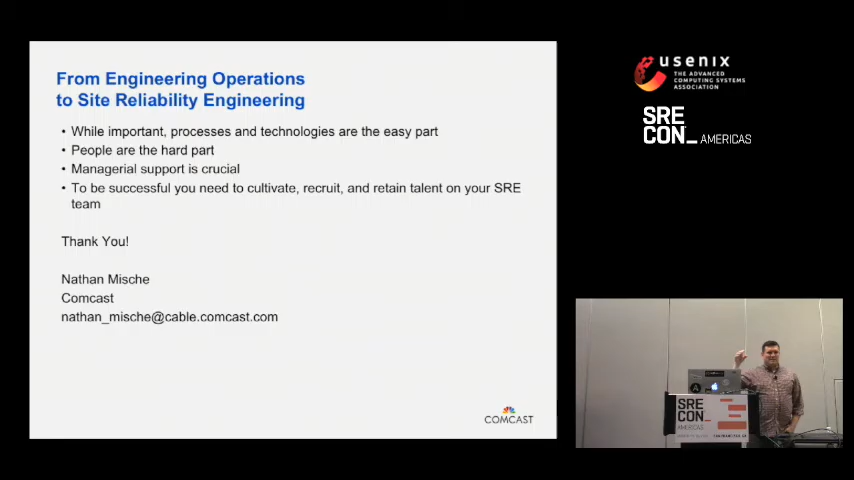 From Engineering Operations
to Site Reliability Engineering
• While important, processes and technologies are the easy part
• People are the hard part
• Managerial support is crucial
• To be successful you need to cultivate, recruit, and retain talent on your SRE
team
Thank You!
Nathan Mische
Comcast
nathan_mische@cable.comcast.com
COMCAST
usenix
THE ADVANCED
COMPUTING SYSTEMS
ASSOCIATION
SRE
CON_ AMERICAS
SRE
CON_
AMERICAS